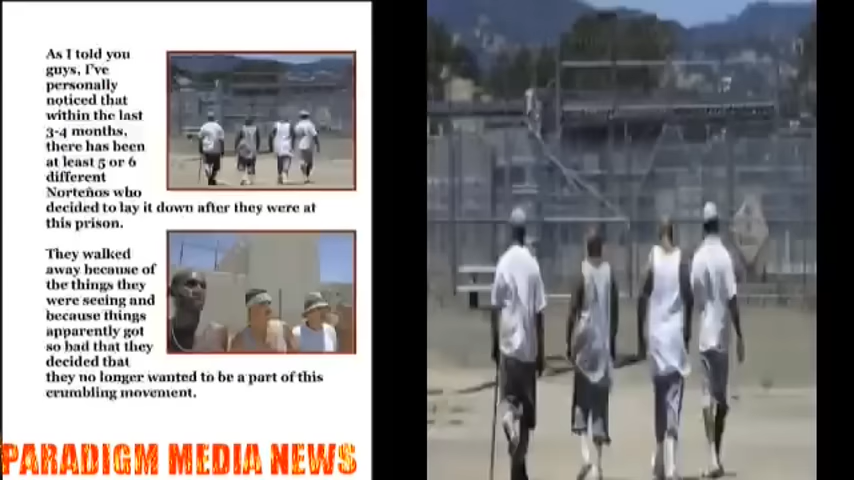 As I told you
guys, I've
personally
noticed that
within the last
3-4 months,
there has been
at least 5 or 6
different
Norteños who
decided to lay it down after they were at
this prison.
They walked
away because of
the things they
were seeing and
because things
apparently got
so bad that they
decided that
they no longer wanted to be a part of this
crumbling movement.
PARADIGM MEDIA NEWS